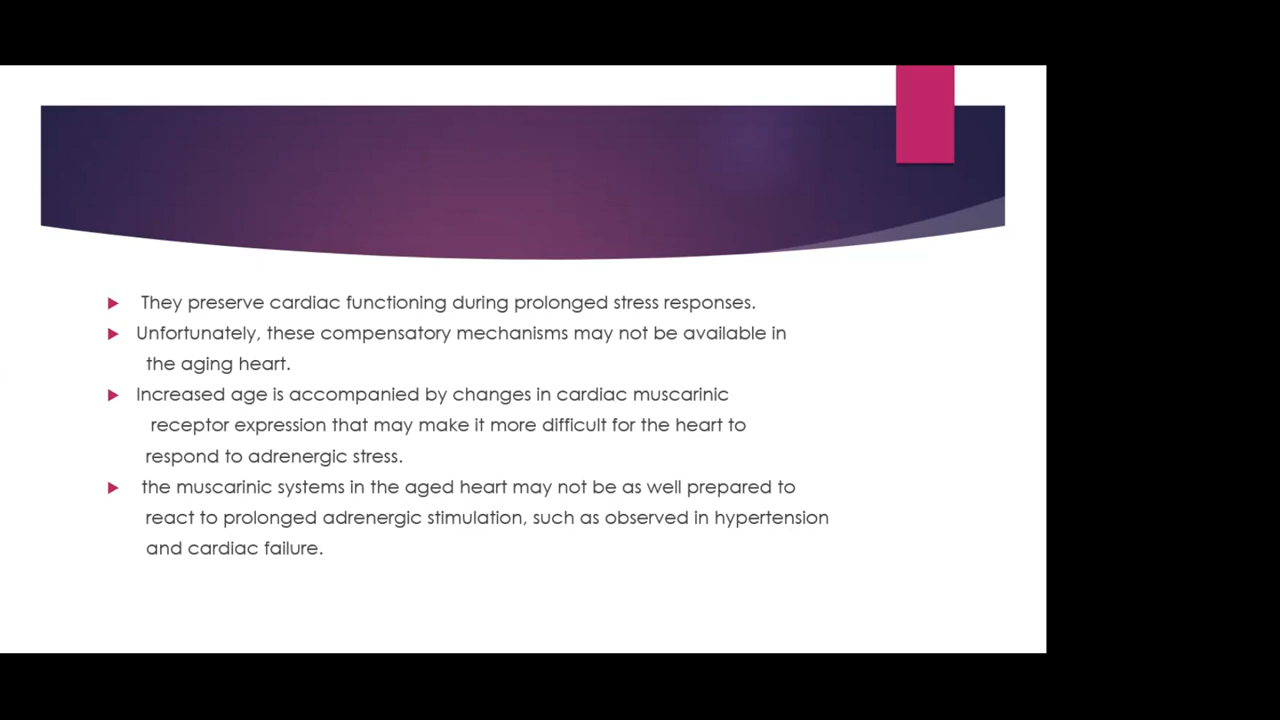 They preserve cardiac functioning during prolonged stress responses.
Unfortunately, these compensatory mechanisms may not be available in
the aging heart.
Increased age is accompanied by changes in cardiac muscarinic
receptor expression that may make it more difficult for the heart to
respond to adrenergic stress.
the muscarinic systems in the aged heart may not be as well prepared to
react to prolonged adrenergic stimulation, such as observed in hypertension
and cardiac failure.